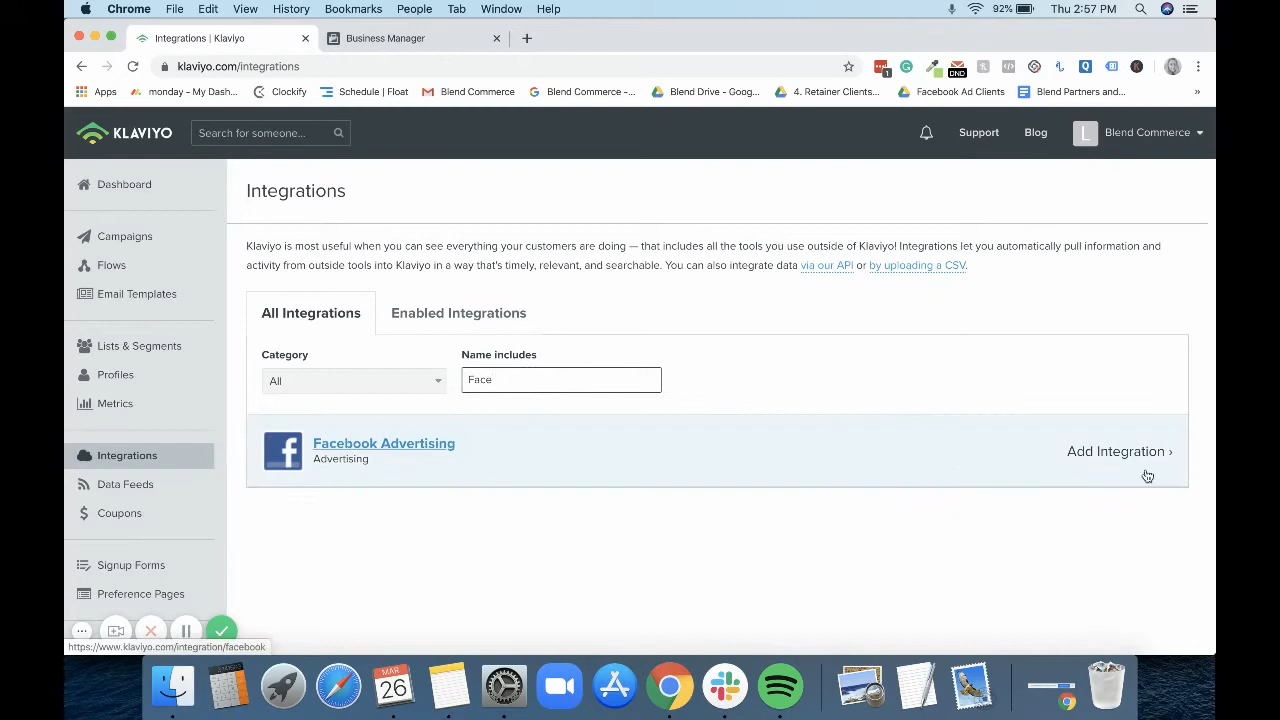 Chrome File Edit View History Bookmarks People Tab Window Help
92% Thu 2:57 PM
Integrations | Klaviyo
Business Manager
klaviyo.com/integrations
1
DND
Apps
monday - My Dash...
Clockify
Schedule | Float
Blend Commerce -...
Blend Commerce -...
Blend Drive - Goog...
4. Retainer Clients...
Facebook Ad Clients
Blend Partners and...
KLAVIYO
Search for someone...
Support
Blog
L
Blend Commerce
Dashboard
Campaigns
Flows
Email Templates
Lists & Segments
Profiles
Metrics
Integrations
Data Feeds
Coupons
Signup Forms
Preference Pages
Integrations
Klaviyo is most useful when you can see everything your customers are doing — that includes all the tools you use outside of Klaviyo! Integrations let you automatically pull information and
activity from outside tools into Klaviyo in a way that's timely, relevant, and searchable. You can also integrate data via our API or by uploading a CSV.
All Integrations
Enabled Integrations
Category
Name includes
All
Face
Facebook Advertising
Advertising
Add Integration ›
https://www.klaviyo.com/integration/facebook
MAR
26